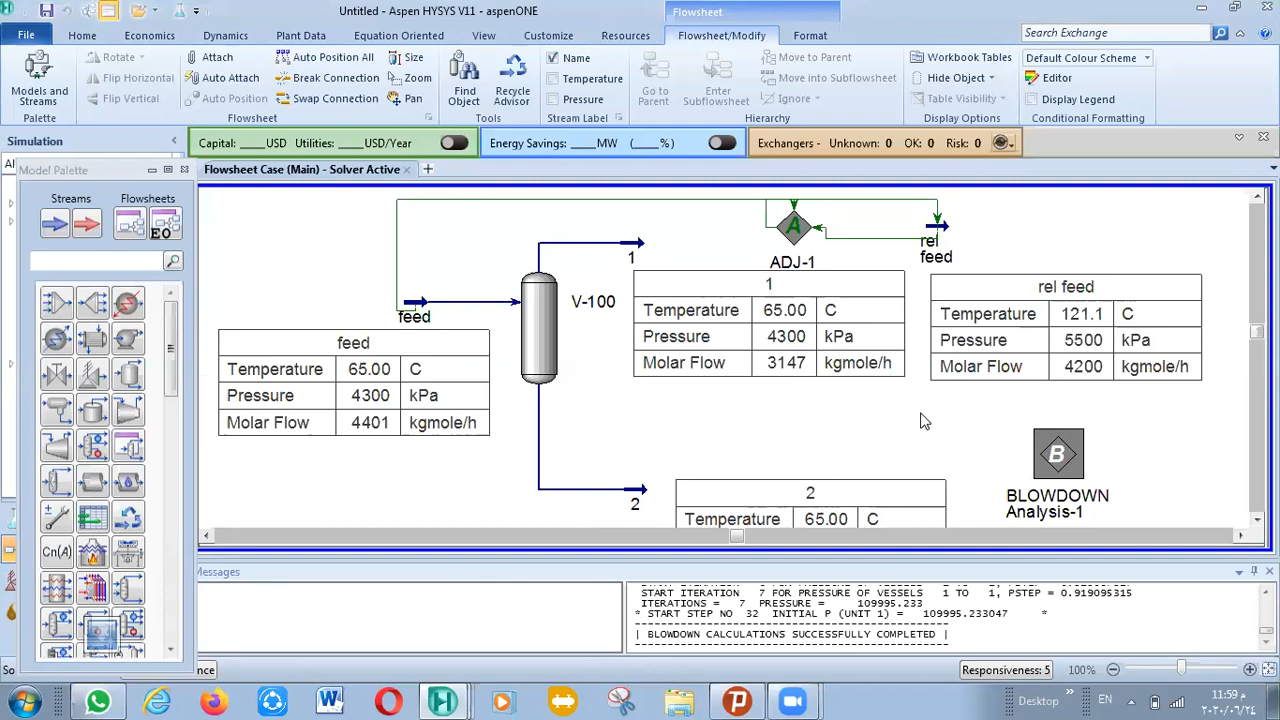 Untitled - Aspen HYSYS V11 - aspenONE
Flowsheet
File
Home
Economics
Dynamics
Plant Data
Equation Oriented
View
Customize
Resources
Flowsheet/Modify
Format
Search Exchange
Models and Streams
Palette
Rotate
Flip Horizontal
Flip Vertical
Attach
Auto Attach
Auto Position
Auto Position All
Break Connection
Swap Connection
Size
Zoom
Pan
Flowsheet
Find Object
Recycle Advisor
Tools
Name
Temperature
Pressure
Stream Label
Go to Parent
Enter Subflowsheet
Move to Parent
Move into Subflowsheet
Ignore
Hierarchy
Workbook Tables
Hide Object
Table Visibility
Display Options
Default Colour Scheme
Editor
Display Legend
Conditional Formatting
Simulation
Capital: ____USD Utilities: ____USD/Year
Energy Savings: ____MW (____%)
Exchangers - Unknown: 0 OK: 0 Risk: 0
Model Palette
Flowsheet Case (Main) - Solver Active
Streams
Flowsheets
EO
Cn(A)
feed
V-100
1
2
A
ADJ-1
rel feed
feed
Temperature 65.00 C
Pressure 4300 kPa
Molar Flow 4401 kgmole/h
1
Temperature 65.00 C
Pressure 4300 kPa
Molar Flow 3147 kgmole/h
rel feed
Temperature 121.1 C
Pressure 5500 kPa
Molar Flow 4200 kgmole/h
2
Temperature 65.00 C
B
BLOWDOWN
Analysis-1
Messages
START ITERATION 7 FOR PRESSURE OF VESSELS 1 TO 1, PSTEP = 0.919095315
ITERATIONS = 7 PRESSURE = 109995.233
* START STEP NO 32 INITIAL P (UNIT 1) = 109995.233047 *
| BLOWDOWN CALCULATIONS SUCCESSFULLY COMPLETED |
Responsiveness: 5
100%
Desktop
EN
11:59 م
٢٠٢٠/٠٦/٢٤